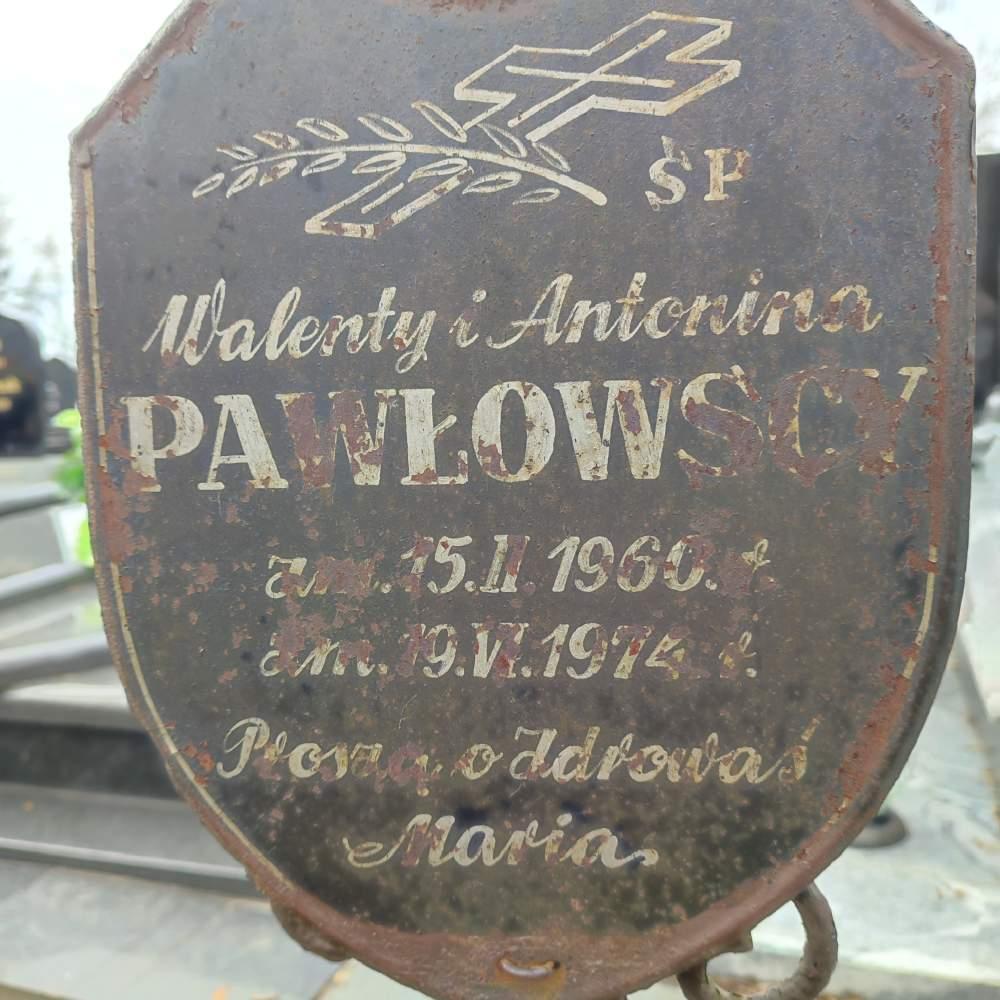 ŚP
Walenty i Antonina
PAWŁOWSCY
Zm. 15.II. 1960. r.
Zm. 19.VI. 1974. r.
Proszą o Zdrowaś
Maria.